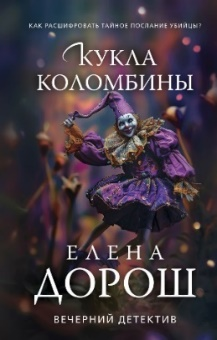 КАК РАСШИФРОВАТЬ ТАЙНОЕ ПОСЛАНИЕ УБИЙЦЫ?
КУКЛА
КОЛОМБИНЫ
ЕЛЕНА
ДОРОШ
ВЕЧЕРНИЙ ДЕТЕКТИВ